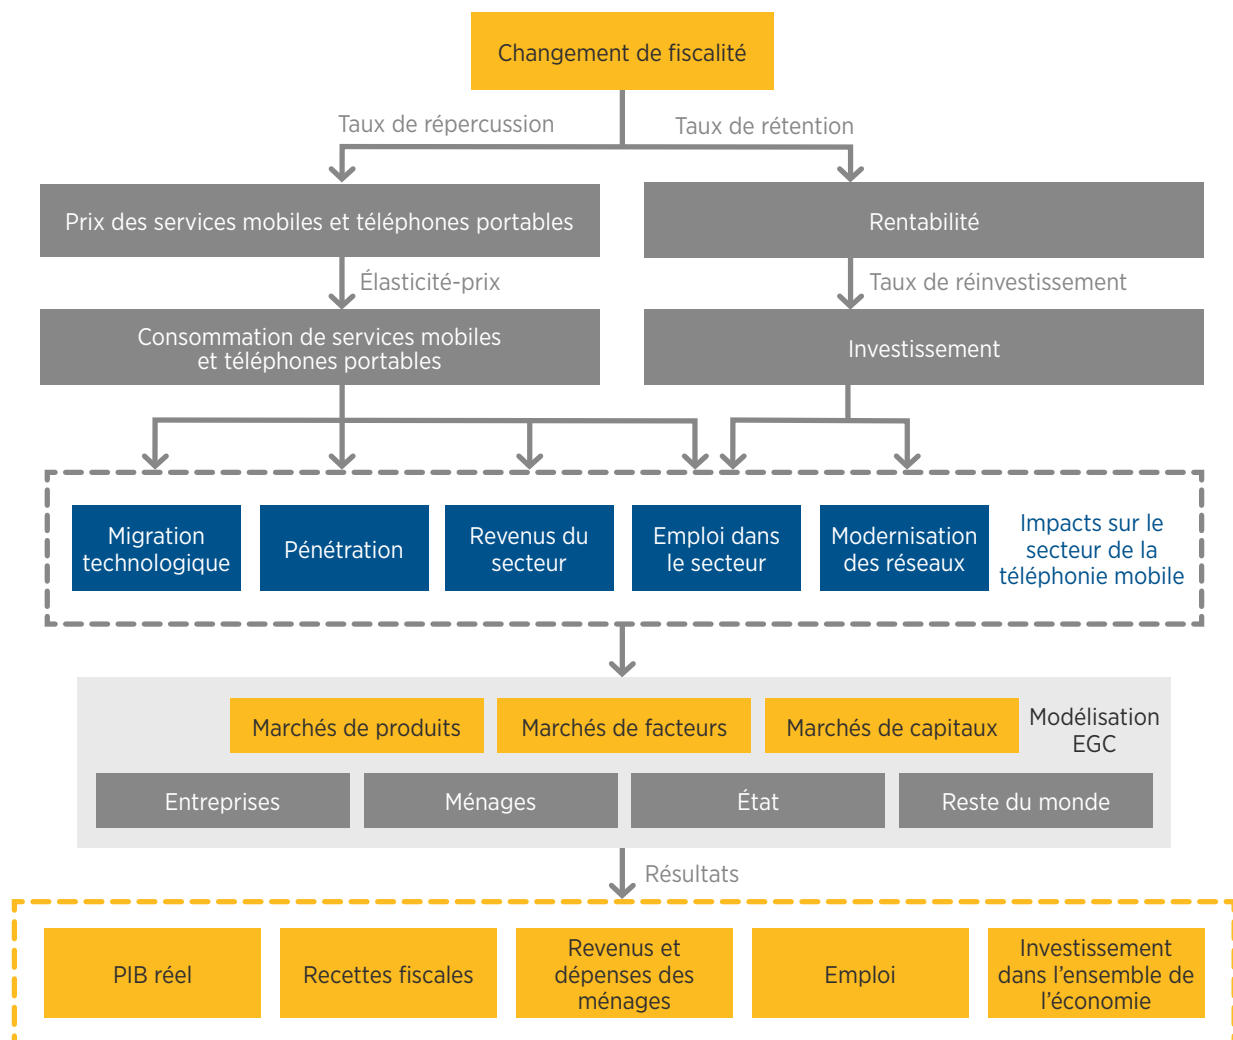 Changement de fiscalité
Taux de répercussion
Taux de rétention
Prix des services mobiles et téléphones portables
Rentabilité
Élasticité-prix
Taux de réinvestissement
Consommation de services mobiles
et téléphones portables
Investissement
Migration
technologique
Pénétration
Revenus du
secteur
Emploi dans
le secteur
Modernisation
des réseaux
Impacts sur le
secteur de la
téléphonie mobile
Marchés de produits
Marchés de facteurs
Marchés de capitaux
Modélisation
EGC
Entreprises
Ménages
État
Reste du monde
Résultats
PIB réel
Recettes fiscales
Revenus et
dépenses des
ménages
Emploi
Investissement
dans l’ensemble de
l’économie